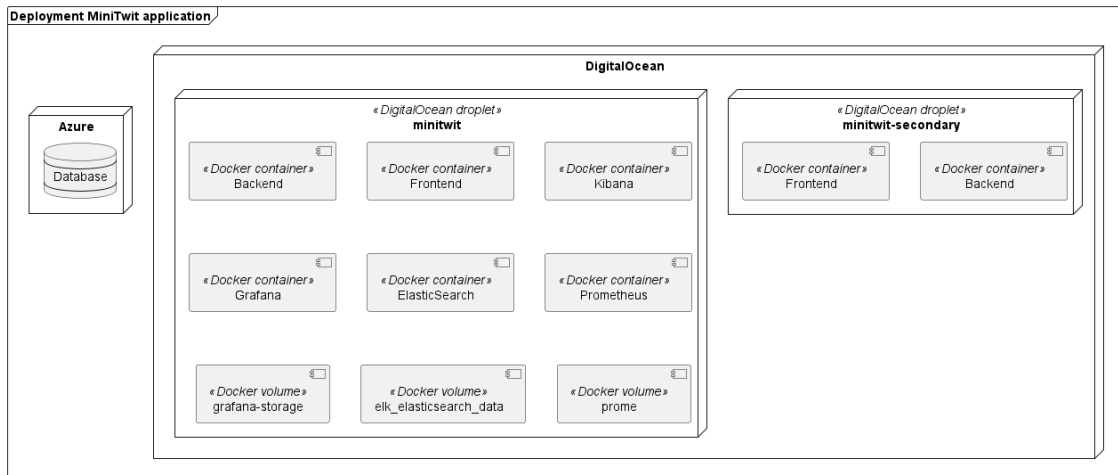 Deployment MiniTwit application
DigitalOcean
Azure
Database
«DigitalOcean droplet»
minitwit
«Docker container»
Backend
«Docker container»
Frontend
«Docker container»
Kibana
«Docker container»
Grafana
«Docker container»
ElasticSearch
«Docker container»
Prometheus
«Docker volume»
grafana-storage
«Docker volume»
elk_elasticsearch_data
«Docker volume»
prome
«DigitalOcean droplet»
minitwit-secondary
«Docker container»
Frontend
«Docker container»
Backend